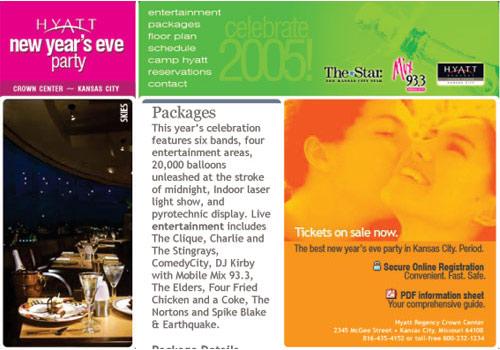 HYATT
new year's eve
party
CROWN CENTER ~ KANSAS CITY
entertainment
packages
floor plan
schedule
camp hyatt
reservations
contact
celebrate
2005!
The Star.
THE KANSAS CITY STAR
Mix
93.3
HYATT
REGENCY
SKIES
Packages
This year's celebration
features six bands, four
entertainment areas,
20,000 balloons
unleashed at the stroke
of midnight, Indoor laser
light show, and
pyrotechnic display. Live
entertainment includes
The Clique, Charlie and
The Stingrays,
ComedyCity, DJ Kirby
with Mobile Mix 93.3,
The Elders, Four Fried
Chicken and a Coke, The
Nortons and Spike Blake
& Earthquake.
Package Details
Tickets on sale now.
The best new year's eve party in Kansas City. Period.
Secure Online Registration
Convenient. Fast. Safe.
PDF information sheet
Your comprehensive guide.
Hyatt Regency Crown Center
2345 McGee Street • Kansas City, Missouri 64108
816-435-4152 or toll-free 800-232-1234